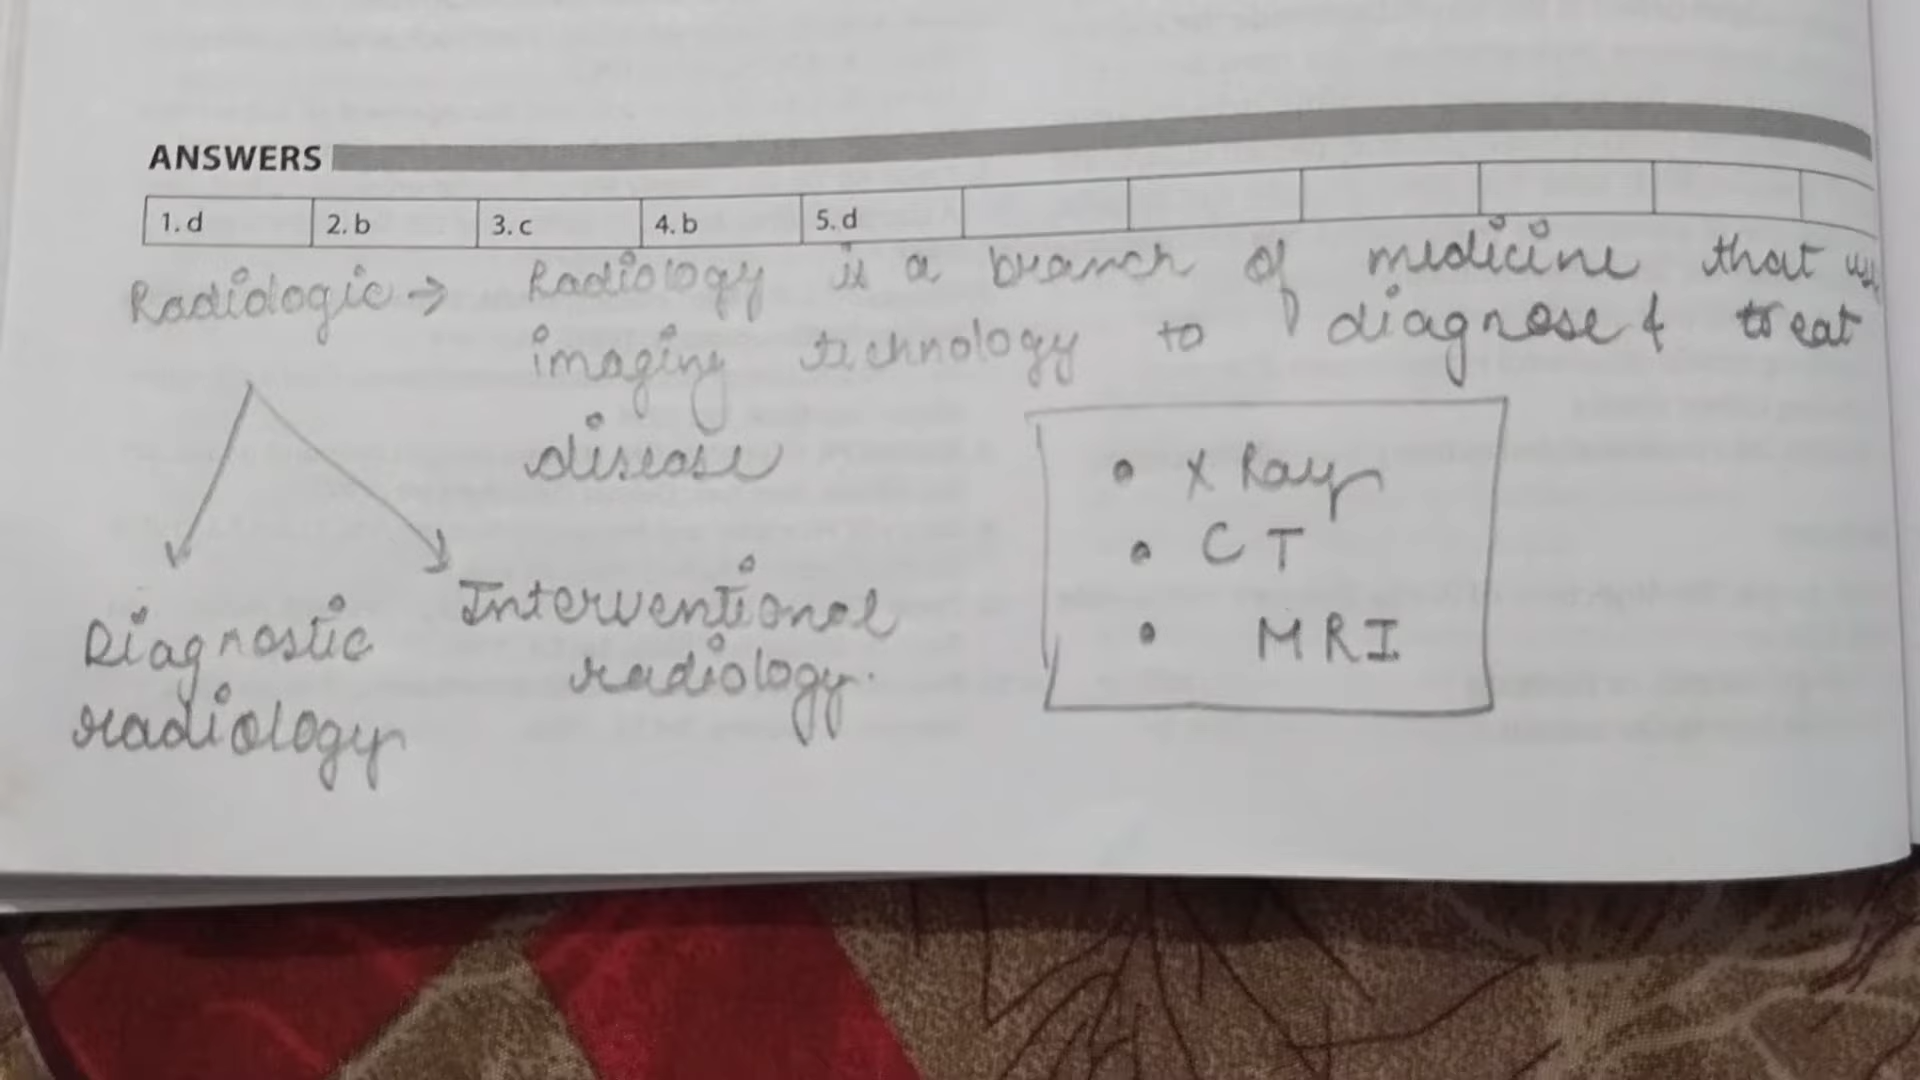 ANSWERS
1. d 2. b 3. c 4. b 5. d
Radiologic → Radiology is a branch of medicine that
imaging technology to diagnose & treat
disease
• X Ray
• CT
• MRI
Diagnostic
radiology
Interventional
radiology.